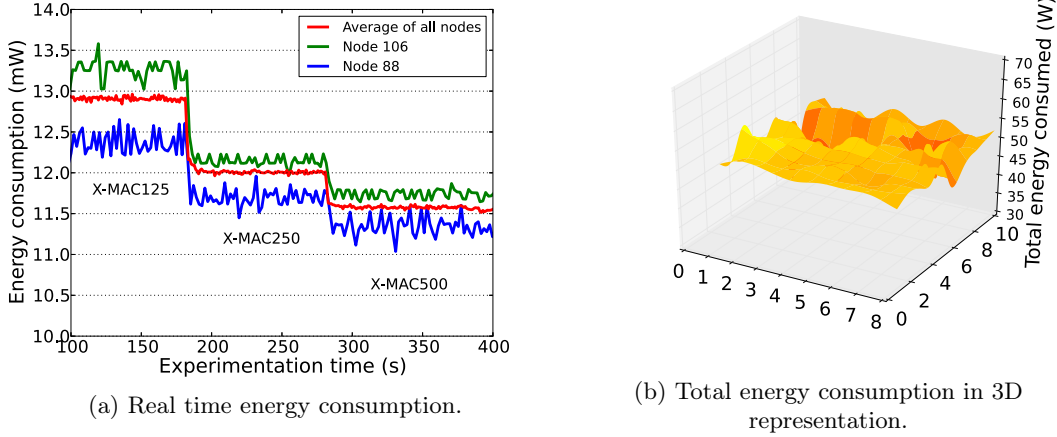 14.0
13.5
13.0
12.5
12.0
11.5
11.0
10.5
10.0
Energy consumption (mW)
Average of all nodes
Node 106
Node 88
X-MAC125
X-MAC250
X-MAC500
100 150 200 250 300 350 400
Experimentation time (s)
(a) Real time energy consumption.
70
65
60
55
50
45
40
35
30
Total energy consumed (W)
0 1 2 3 4 5 6 7 8
0 2 4 6 8 10
(b) Total energy consumption in 3D
representation.